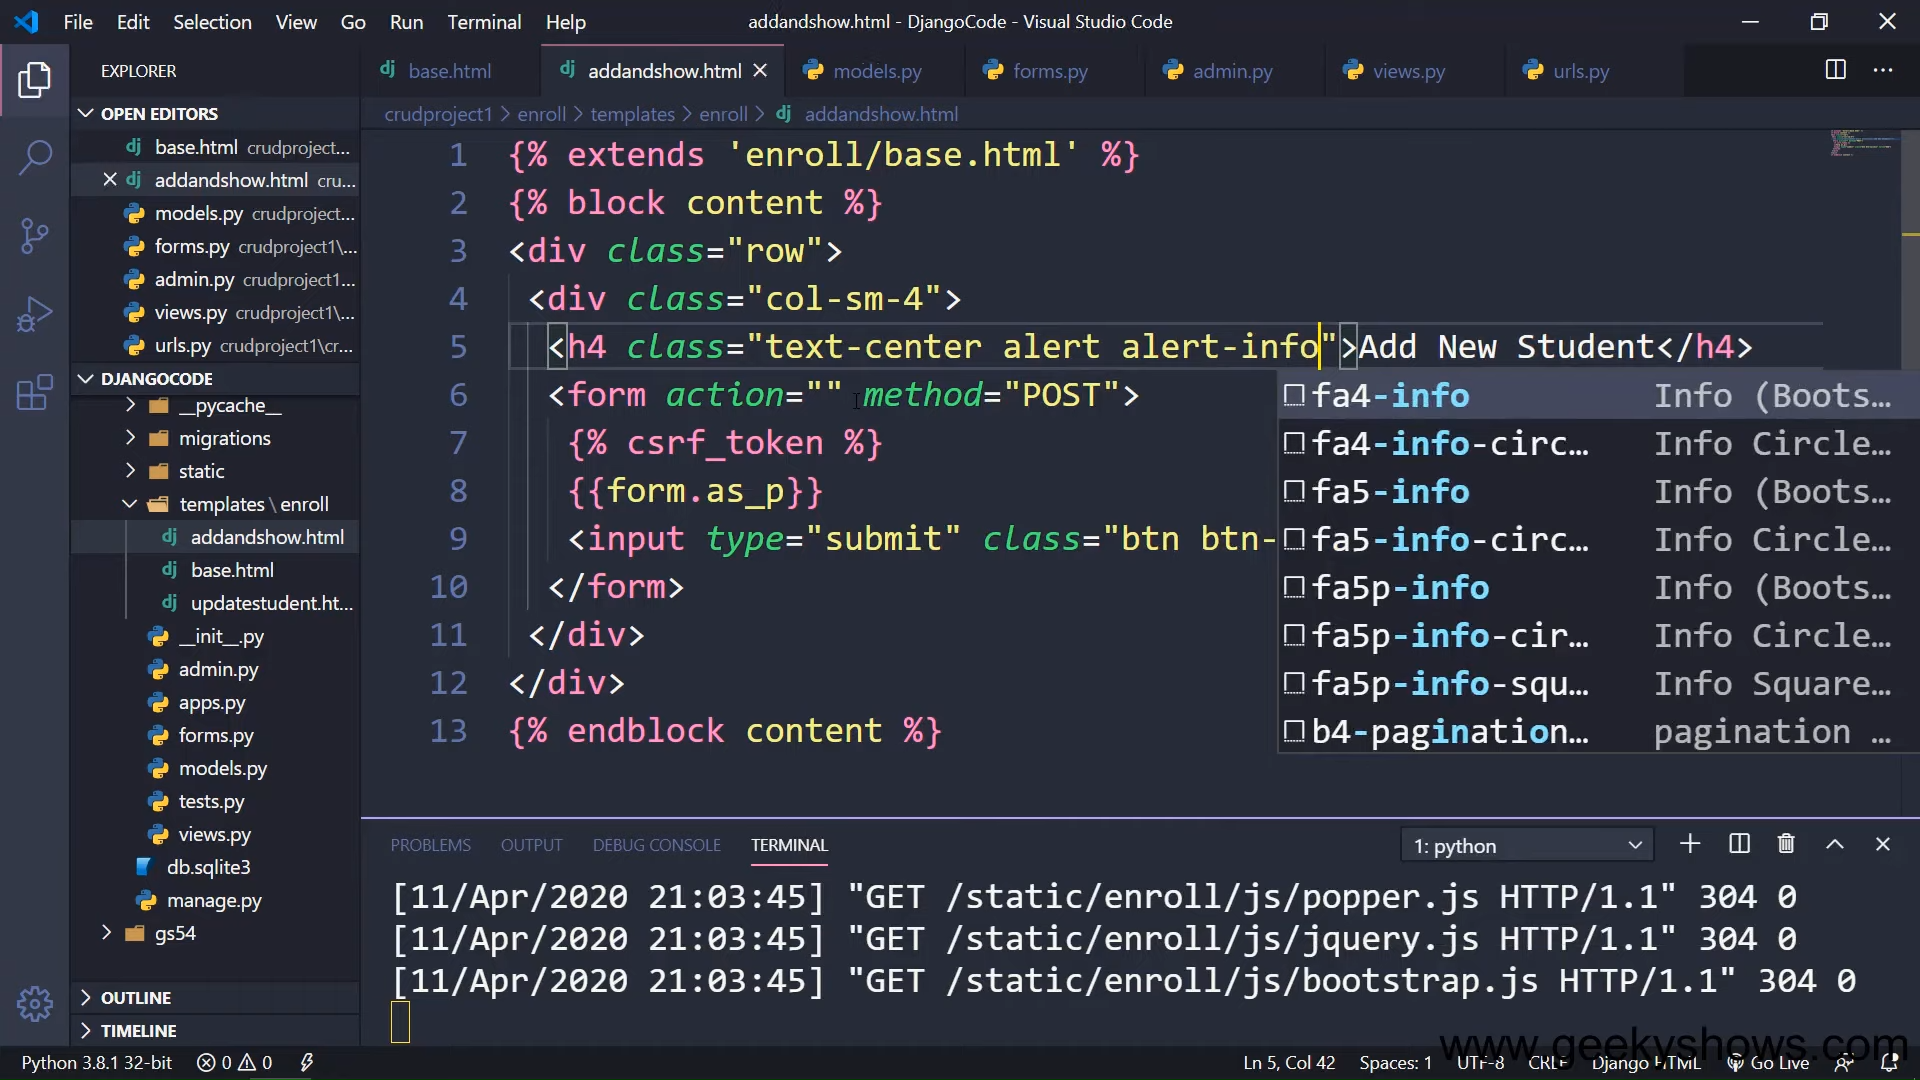 File Edit Selection View Go Run Terminal Help
addandshow.html - DjangoCode - Visual Studio Code
EXPLORER
base.html
addandshow.html
models.py
forms.py
admin.py
views.py
urls.py
OPEN EDITORS
base.html crudproject...
addandshow.html cru...
models.py crudproject...
forms.py crudproject1\...
admin.py crudproject1...
views.py crudproject1\...
urls.py crudproject1\cr...
DJANGOCODE
__pycache__
migrations
static
templates \ enroll
addandshow.html
base.html
updatestudent.ht...
__init__.py
admin.py
apps.py
forms.py
models.py
tests.py
views.py
db.sqlite3
manage.py
gs54
OUTLINE
TIMELINE
crudproject1 > enroll > templates > enroll > addandshow.html
1 {% extends 'enroll/base.html' %}
2 {% block content %}
3 <div class="row">
4 <div class="col-sm-4">
5 <h4 class="text-center alert alert-info">Add New Student</h4>
6 <form action="" method="POST">
7 {% csrf_token %}
8 {{form.as_p}}
9 <input type="submit" class="btn btn-
10 </form>
11 </div>
12 </div>
13 {% endblock content %}
fa4-info Info (Boots...
fa4-info-circ... Info Circle...
fa5-info Info (Boots...
fa5-info-circ... Info Circle...
fa5p-info Info (Boots...
fa5p-info-cir... Info Circle...
fa5p-info-squ... Info Square...
b4-pagination... pagination ...
PROBLEMS OUTPUT DEBUG CONSOLE TERMINAL
1: python
[11/Apr/2020 21:03:45] "GET /static/enroll/js/popper.js HTTP/1.1" 304 0
[11/Apr/2020 21:03:45] "GET /static/enroll/js/jquery.js HTTP/1.1" 304 0
[11/Apr/2020 21:03:45] "GET /static/enroll/js/bootstrap.js HTTP/1.1" 304 0
www.geekyshows.com
Python 3.8.1 32-bit 0 0
Ln 5, Col 42 Spaces: 1 UTF-8 CRLF Django HTML Go Live